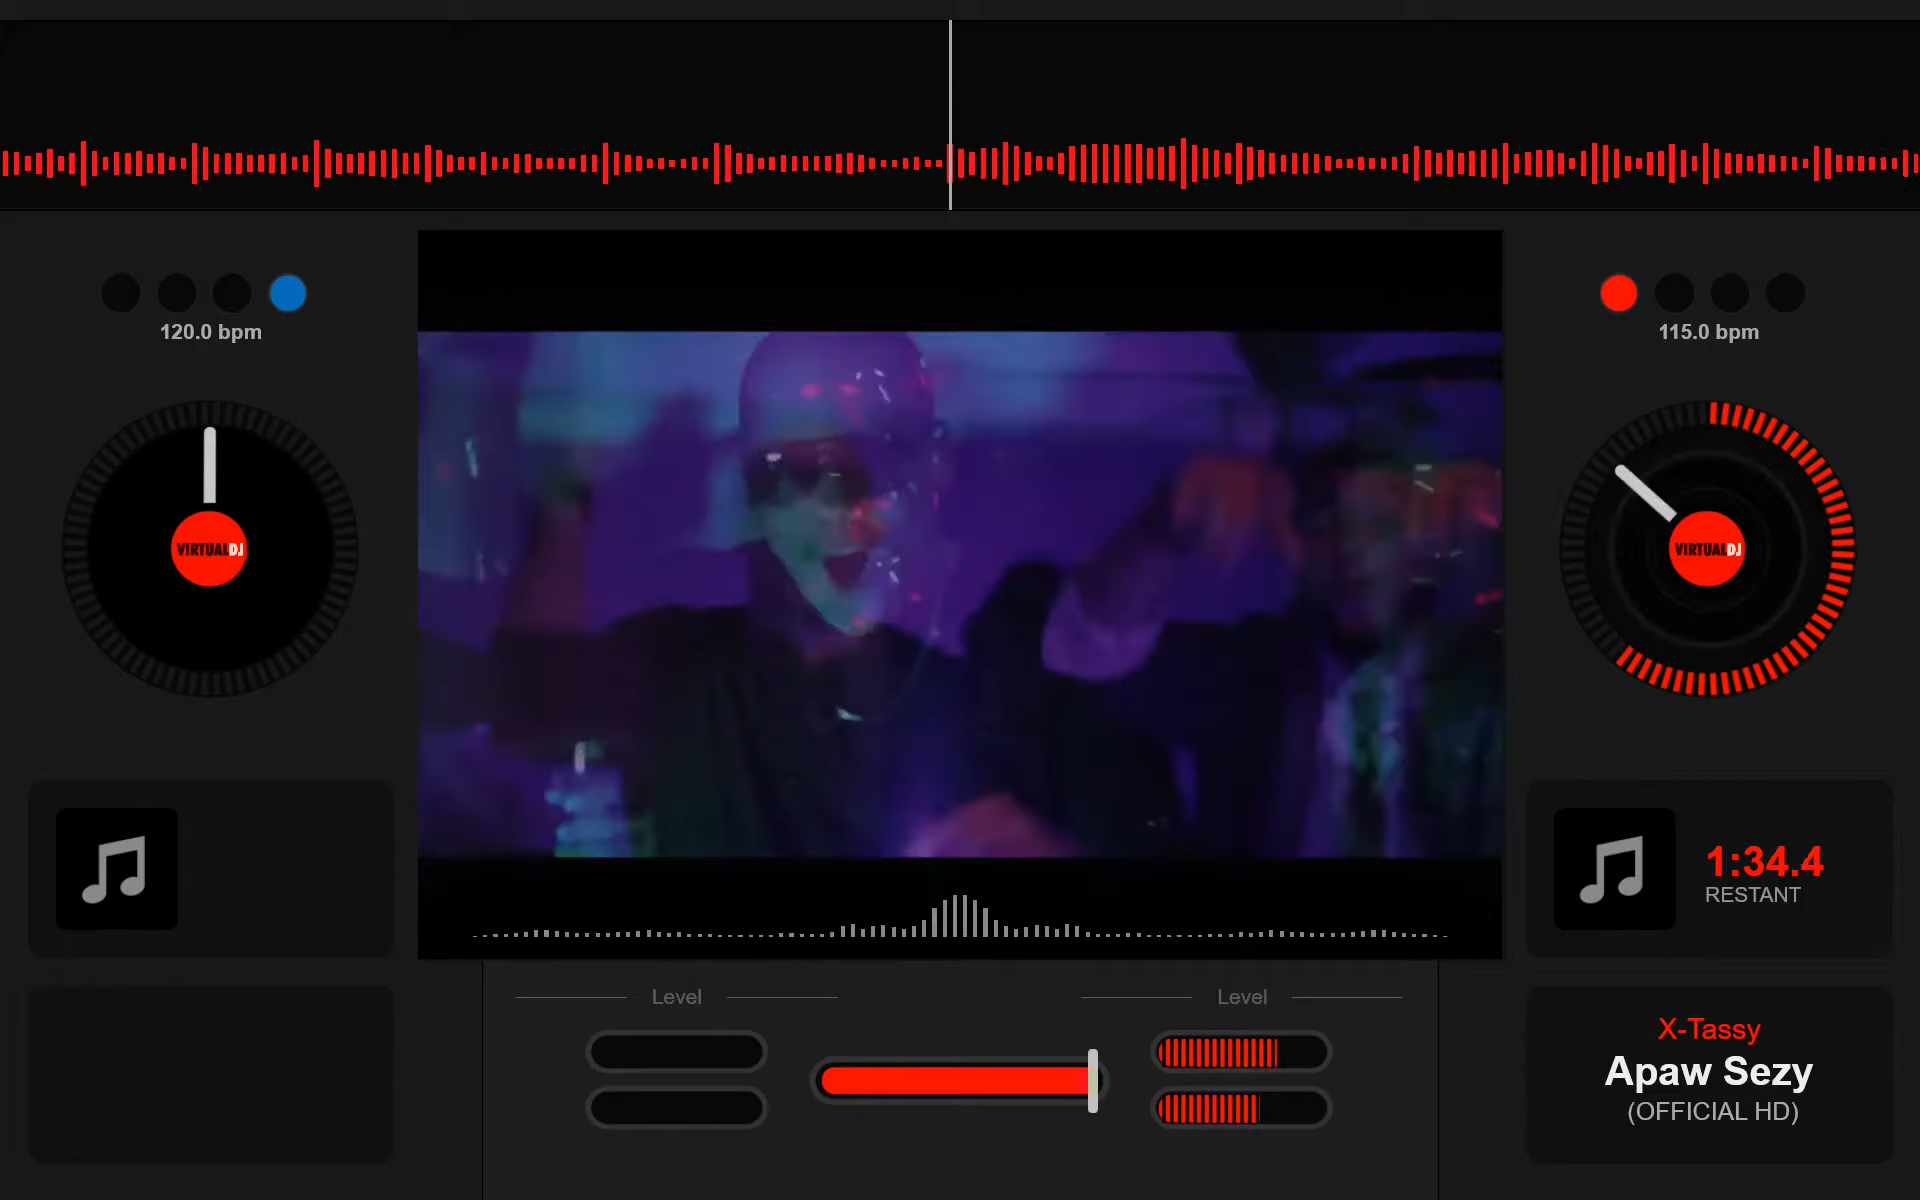 120.0 bpm
115.0 bpm
VIRTUALDJ
VIRTUALDJ
1:34.4
RESTANT
Level
Level
X-Tassy
Apaw Sezy
(OFFICIAL HD)